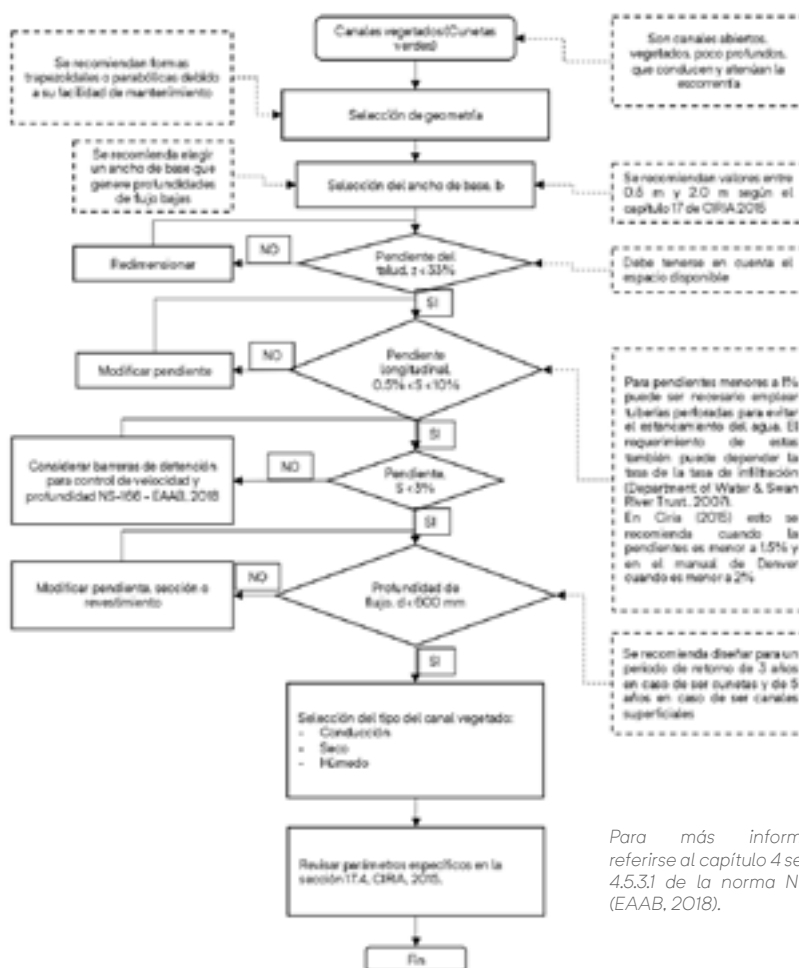 Canales vegetados (Cunetas
verdes)
Son canales abiertos,
vegetados, poco profundos,
que conducen y atenúan la
escorrentía
Se recomiendan formas
trapezoidales o parabólicas debido
a su facilidad de mantenimiento
Selección de geometría
Se recomienda elegir
un ancho de base que
genere profundidades
de flujo bajas
Selección del ancho de base, b
Se recomiendan valores entre
0.5 m y 2.0 m según el
capítulo 17 de CIRIA 2015
Redimensionar
NO
Pendiente del
talud, z < 33%
Debe tenerse en cuenta el
espacio disponible
SI
Modificar pendiente
NO
Pendiente
longitudinal,
0.5% < S < 10%
Para pendientes menores a 1%
puede ser necesario emplear
tuberías perforadas para evitar
el estancamiento del agua. El
requerimiento de estas
también puede depender la
tasa de la tasa de infiltración
(Department of Water & Swan
River Trust, 2007).
En Ciria (2015) esto se
recomienda cuando la
pendientes es menor a 1.5% y
en el manual de Denver
cuando es menor a 2%
SI
Considerar barreras de detención
para control de velocidad y
profundidad NS-166 - EAAB, 2018
NO
Pendiente,
S < 3%
SI
Modificar pendiente, sección o
revestimiento
NO
Profundidad de
flujo, d < 600 mm
Se recomienda diseñar para un
periodo de retorno de 3 años
en caso de ser cunetas y de 5
años en caso de ser canales
superficiales
SI
Selección del tipo del canal vegetado:
- Conducción
- Seco
- Húmedo
Revisar parámetros específicos en la
sección 17.4, CIRIA, 2015.
Fin
Para más inform
referirse al capítulo 4 se
4.5.3.1 de la norma N
(EAAB, 2018).